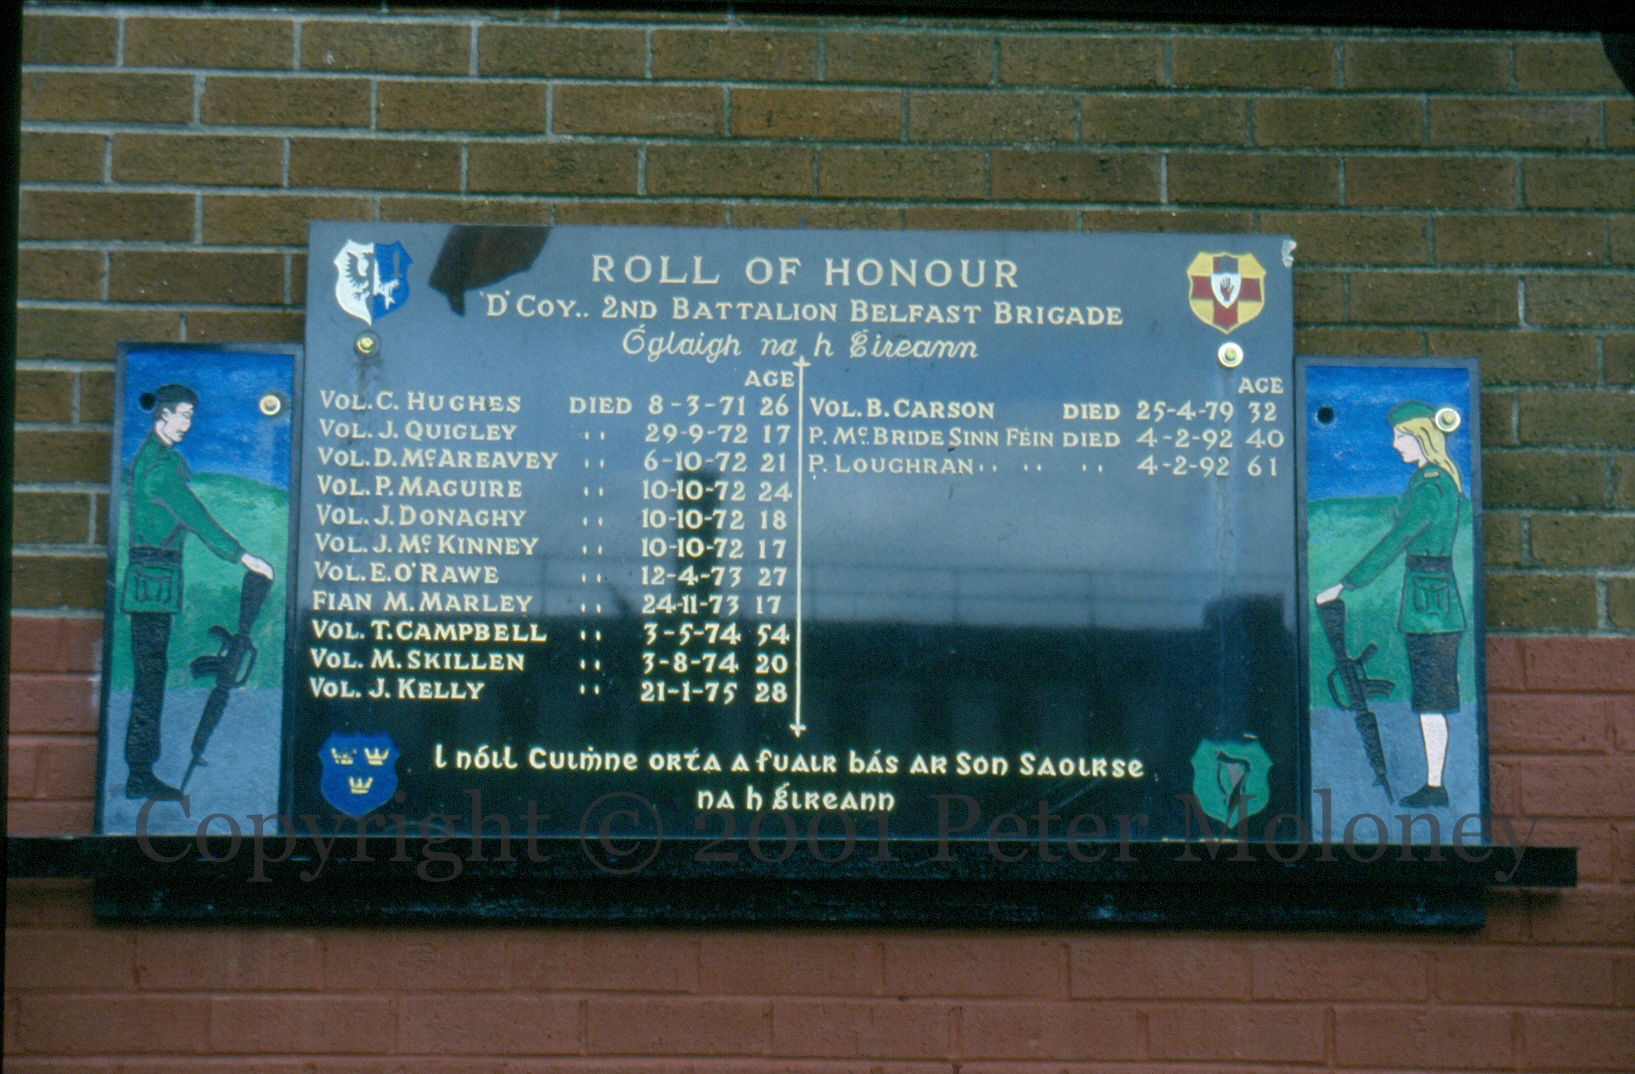 ROLL OF HONOUR
'D' COY.. 2ND BATTALION BELFAST BRIGADE
Óglaigh na h Éireann
AGE
VOL. C. HUGHES DIED 8-3-71 26
VOL. J. QUIGLEY " 29-9-72 17
VOL. D. McAREAVEY " 6-10-72 21
VOL. P. MAGUIRE " 10-10-72 24
VOL. J. DONAGHY " 10-10-72 18
VOL. J. McKINNEY " 10-10-72 17
VOL. E. O'RAWE " 12-4-73 27
FIAN M. MARLEY " 24-11-73 17
VOL. T. CAMPBELL " 3-5-74 54
VOL. M. SKILLEN " 3-8-74 20
VOL. J. KELLY " 21-1-75 28
AGE
VOL. B. CARSON DIED 25-4-79 32
P. McBRIDE SINN FÉIN DIED 4-2-92 40
P. LOUGHRAN " " " 4-2-92 61
I nóil Cuiṁne orṫa a fuair bás ar Son Saoirse
na h Éireann
Copyright © 2001 Peter Moloney